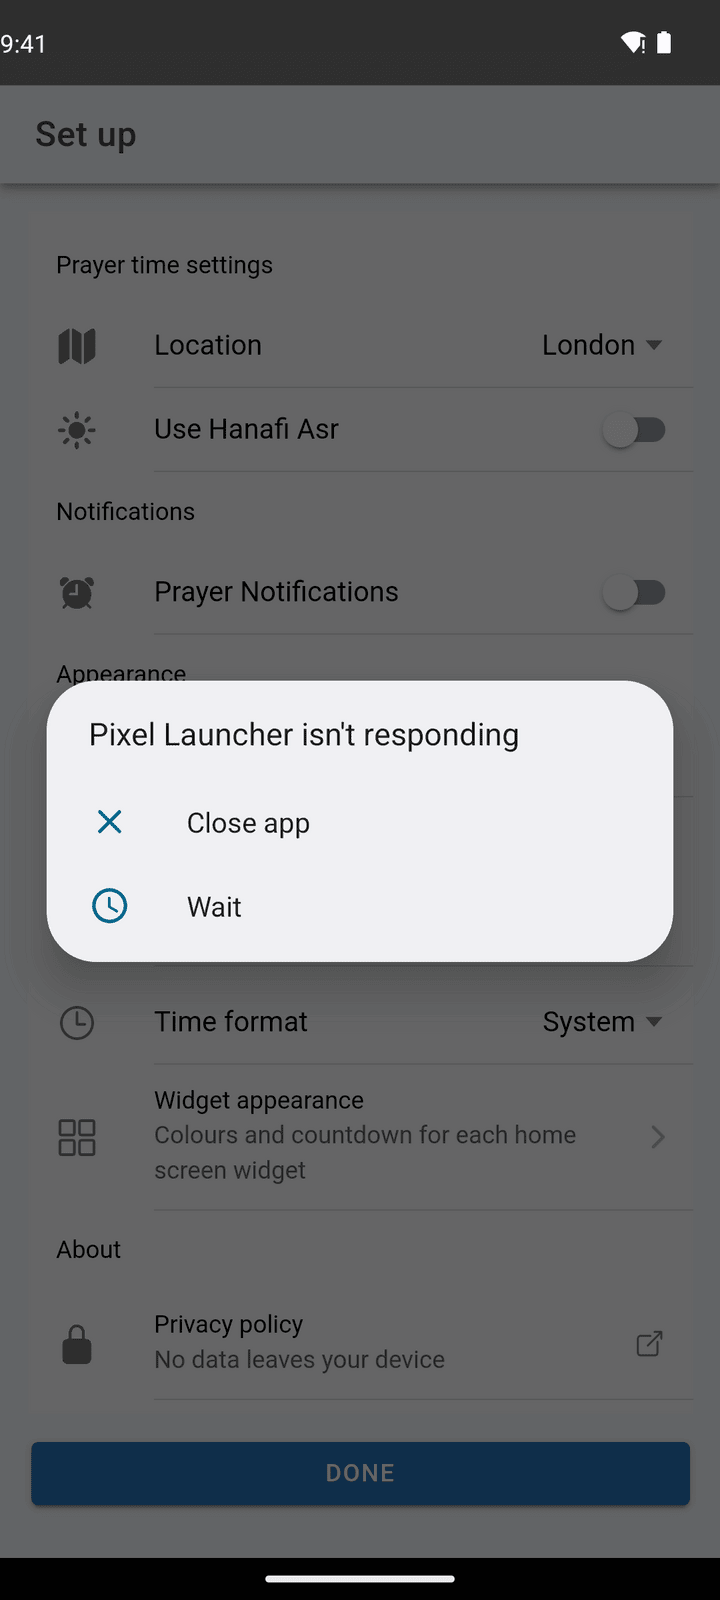 9:41
Set up
Prayer time settings
Location
London
Use Hanafi Asr
Notifications
Prayer Notifications
Appearance
Pixel Launcher isn't responding
Close app
Wait
Time format
System
Widget appearance
Colours and countdown for each home
screen widget
About
Privacy policy
No data leaves your device
DONE